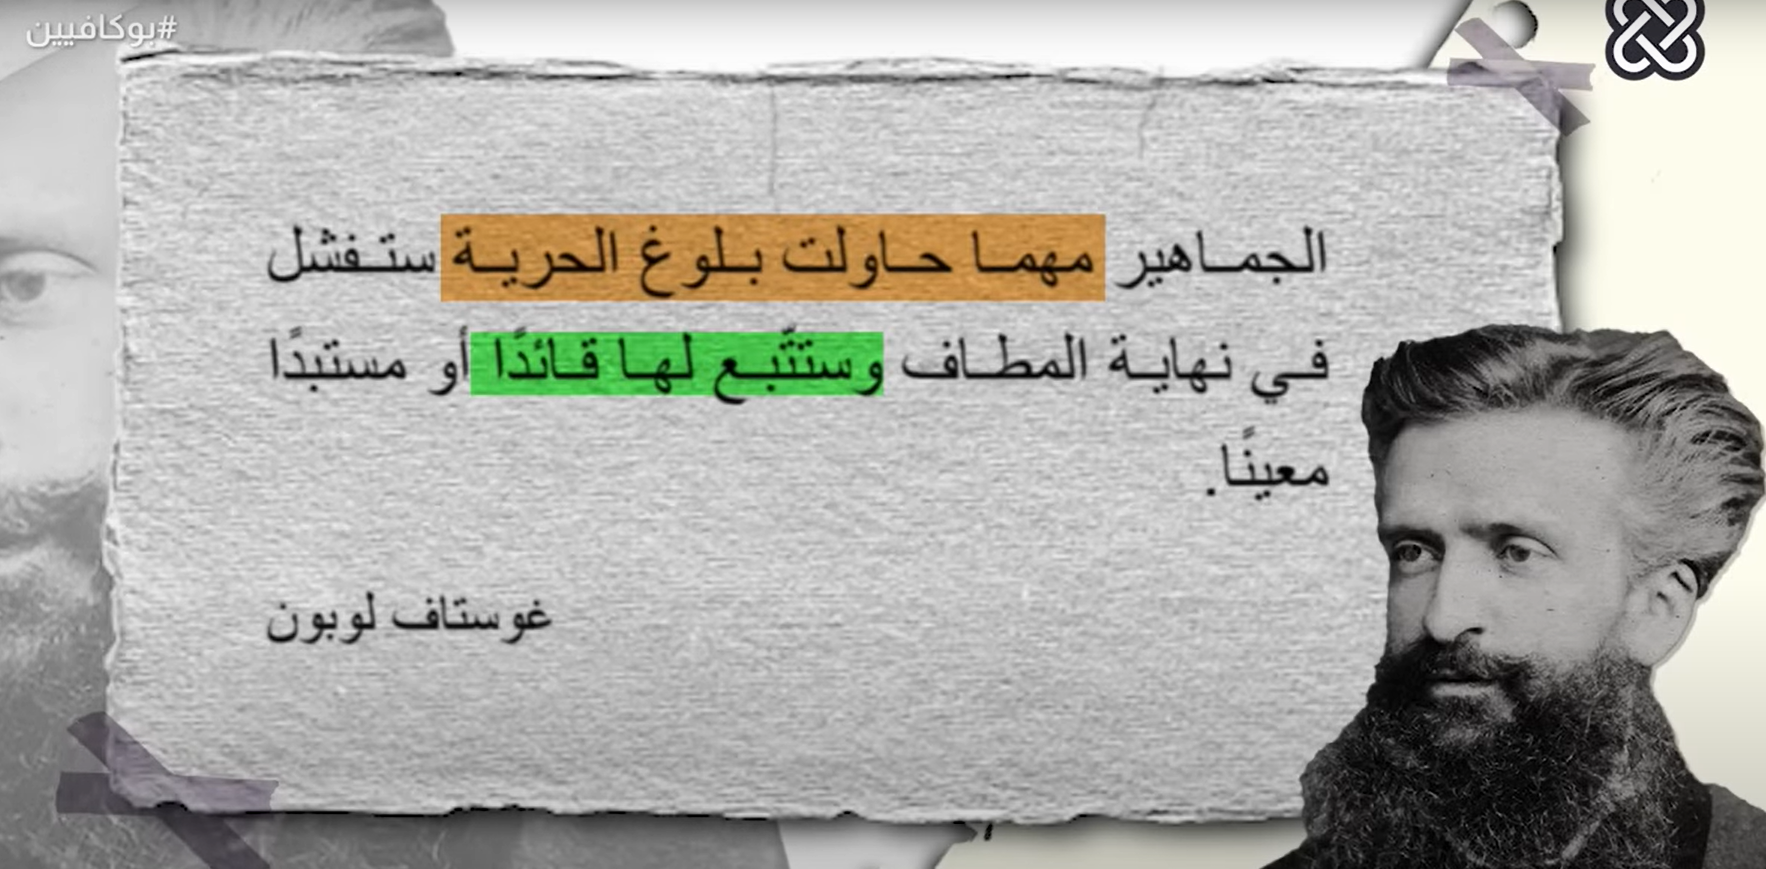 #بوكافيين
الجماهير مهما حاولت بلوغ الحرية ستفشل
في نهاية المطاف وستتّبع لها قائدًا أو مستبدًا
معينًا.
غوستاف لوبون